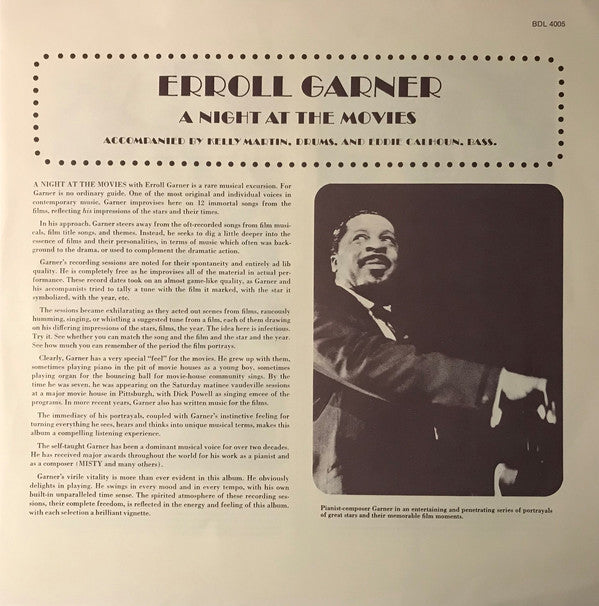 BDL 4005
ERROLL GARNER
A NIGHT AT THE MOVIES
ACCOMPANIED BY KELLY MARTIN, DRUMS, AND EDDIE CALHOUN, BASS.
A NIGHT AT THE MOVIES with Erroll Garner is a rare musical excursion. For
Garner is no ordinary guide. One of the most original and individual voices in
contemporary music, Garner improvises here on 12 immortal songs from the
films, reflecting his impressions of the stars and their times.
In his approach, Garner steers away from the oft-recorded songs from film musi-
cals, film title songs, and themes. Instead, he seeks to dig a little deeper into the
essence of films and their personalities, in terms of music which often was back-
ground to the drama, or used to complement the dramatic action.
Garner's recording sessions are noted for their spontaneity and entirely ad lib
quality. He is completely free as he improvises all of the material in actual per-
formance. These record dates took on an almost game-like quality, as Garner and
his accompanists tried to tally a tune with the film it marked, with the star it
symbolized, with the year, etc.
The sessions became exhilarating as they acted out scenes from films, raucously
humming, singing, or whistling a suggested tune from a film, each of them drawing
on his differing impressions of the stars, films, the year. The idea here is infectious.
Try it. See whether you can match the song and the film and the star and the year.
See how much you can remember of the period the film portrays.
Clearly, Garner has a very special "feel" for the movies. He grew up with them,
sometimes playing piano in the pit of movie houses as a young boy, sometimes
playing organ for the bouncing ball for movie-house community sings. By the
time he was seven, he was appearing on the Saturday matinee vaudeville sessions
at a major movie house in Pittsburgh, with Dick Powell as singing emcee of the
programs. In more recent years, Garner also has written music for the films.
The immediacy of his portrayals, coupled with Garner's instinctive feeling for
turning everything he sees, hears and thinks into unique musical terms, makes this
album a compelling listening experience.
The self-taught Garner has been a dominant musical voice for over two decades.
He has received major awards throughout the world for his work as a pianist and
as a composer (MISTY and many others).
Garner's virile vitality is more than ever evident in this album. He obviously
delights in playing. He swings in every mood and in every tempo, with his own
built-in unparalleled time sense. The spirited atmosphere of these recording ses-
sions, their complete freedom, is reflected in the energy and feeling of this album,
with each selection a brilliant vignette.
Pianist-composer Garner in an entertaining and penetrating series of portrayals
of great stars and their memorable film moments.